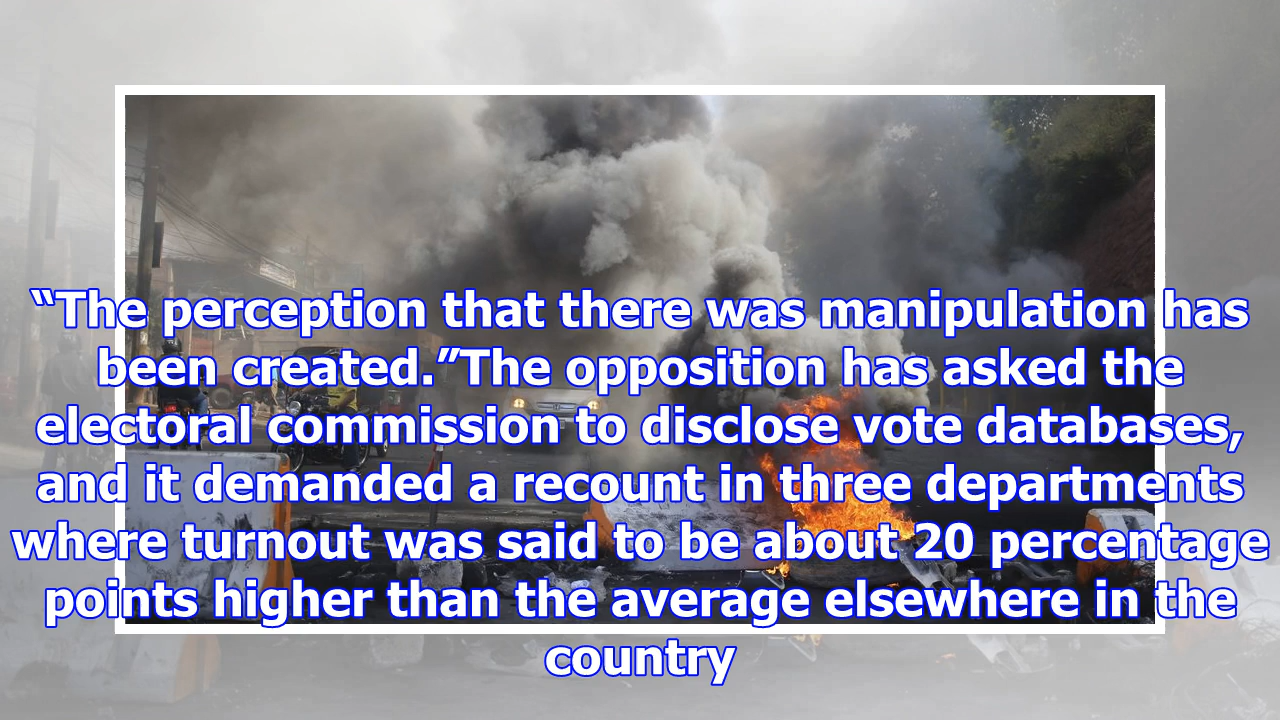 “The perception that there was manipulation has
been created.”The opposition has asked the
electoral commission to disclose vote databases,
and it demanded a recount in three departments
where turnout was said to be about 20 percentage
points higher than the average elsewhere in the
country